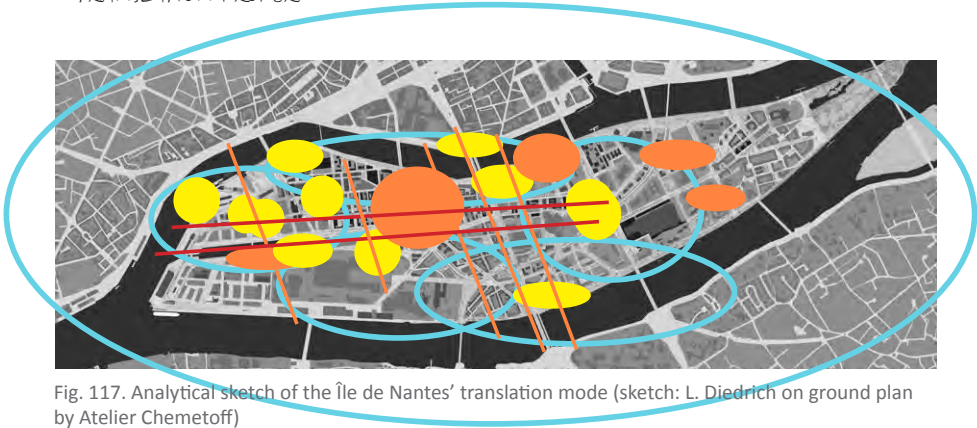 Fig. 117. Analytical sketch of the Île de Nantes’ translation mode (sketch: L. Diedrich on ground plan
by Atelier Chemetoff)